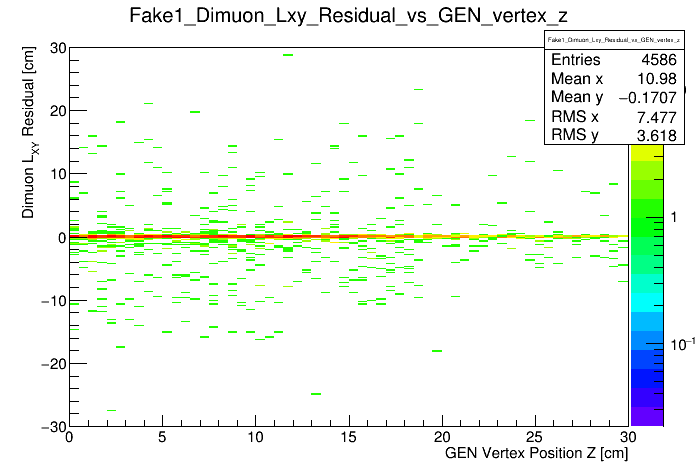 Fake1_Dimuon_Lxy_Residual_vs_GEN_vertex_z
Fake1_Dimuon_Lxy_Residual_vs_GEN_vertex_z
Entries 4586
Mean x 10.98
Mean y −0.1707
RMS x 7.477
RMS y 3.618
Dimuon LXY Residual [cm]
30
20
10
0
−10
−20
−30
0 5 10 15 20 25 30
GEN Vertex Position Z [cm]
1
10−1